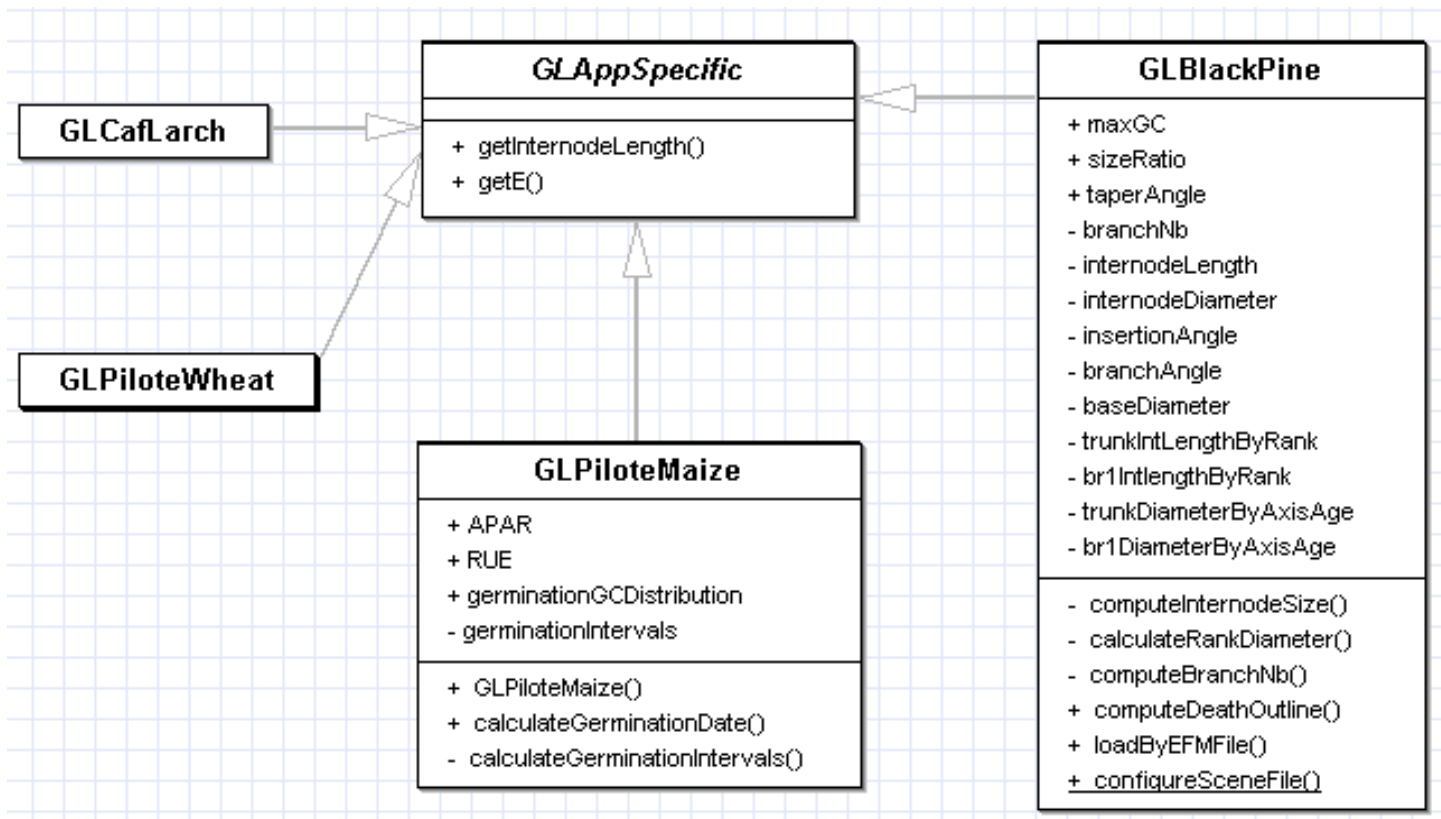 GLCafLarch
GLPiloteWheat
GLAppSpecific
+ getInternodeLength()
+ getE()
GLPiloteMaize
+ APAR
+ RUE
+ germinationGCDistribution
- germinationIntervals
+ GLPiloteMaize()
+ calculateGerminationDate()
- calculateGerminationIntervals()
GLBlackPine
+ maxGC
+ sizeRatio
+ taperAngle
- branchNb
- internodeLength
- internodeDiameter
- insertionAngle
- branchAngle
- baseDiameter
- trunkIntLengthByRank
- br1IntlengthByRank
- trunkDiameterByAxisAge
- br1DiameterByAxisAge
- computeInternodeSize()
- calculateRankDiameter()
- computeBranchNb()
+ computeDeathOutline()
+ loadByEFMFile()
+ configureSceneFile()